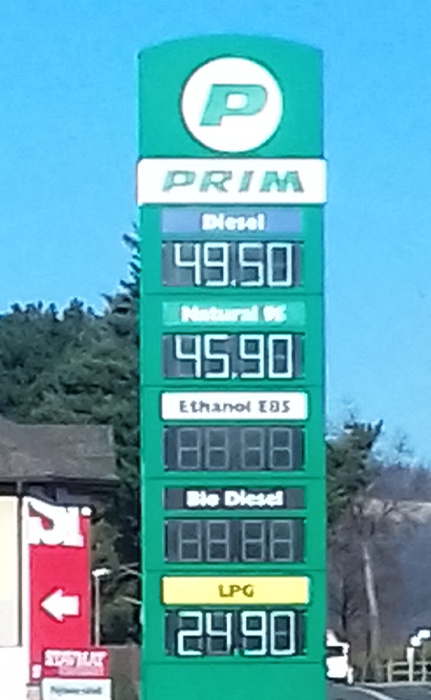 P
PRIM
Diesel
49.50
Natural 95
45.90
Ethanol E85
Bio Diesel
LPG
24.90